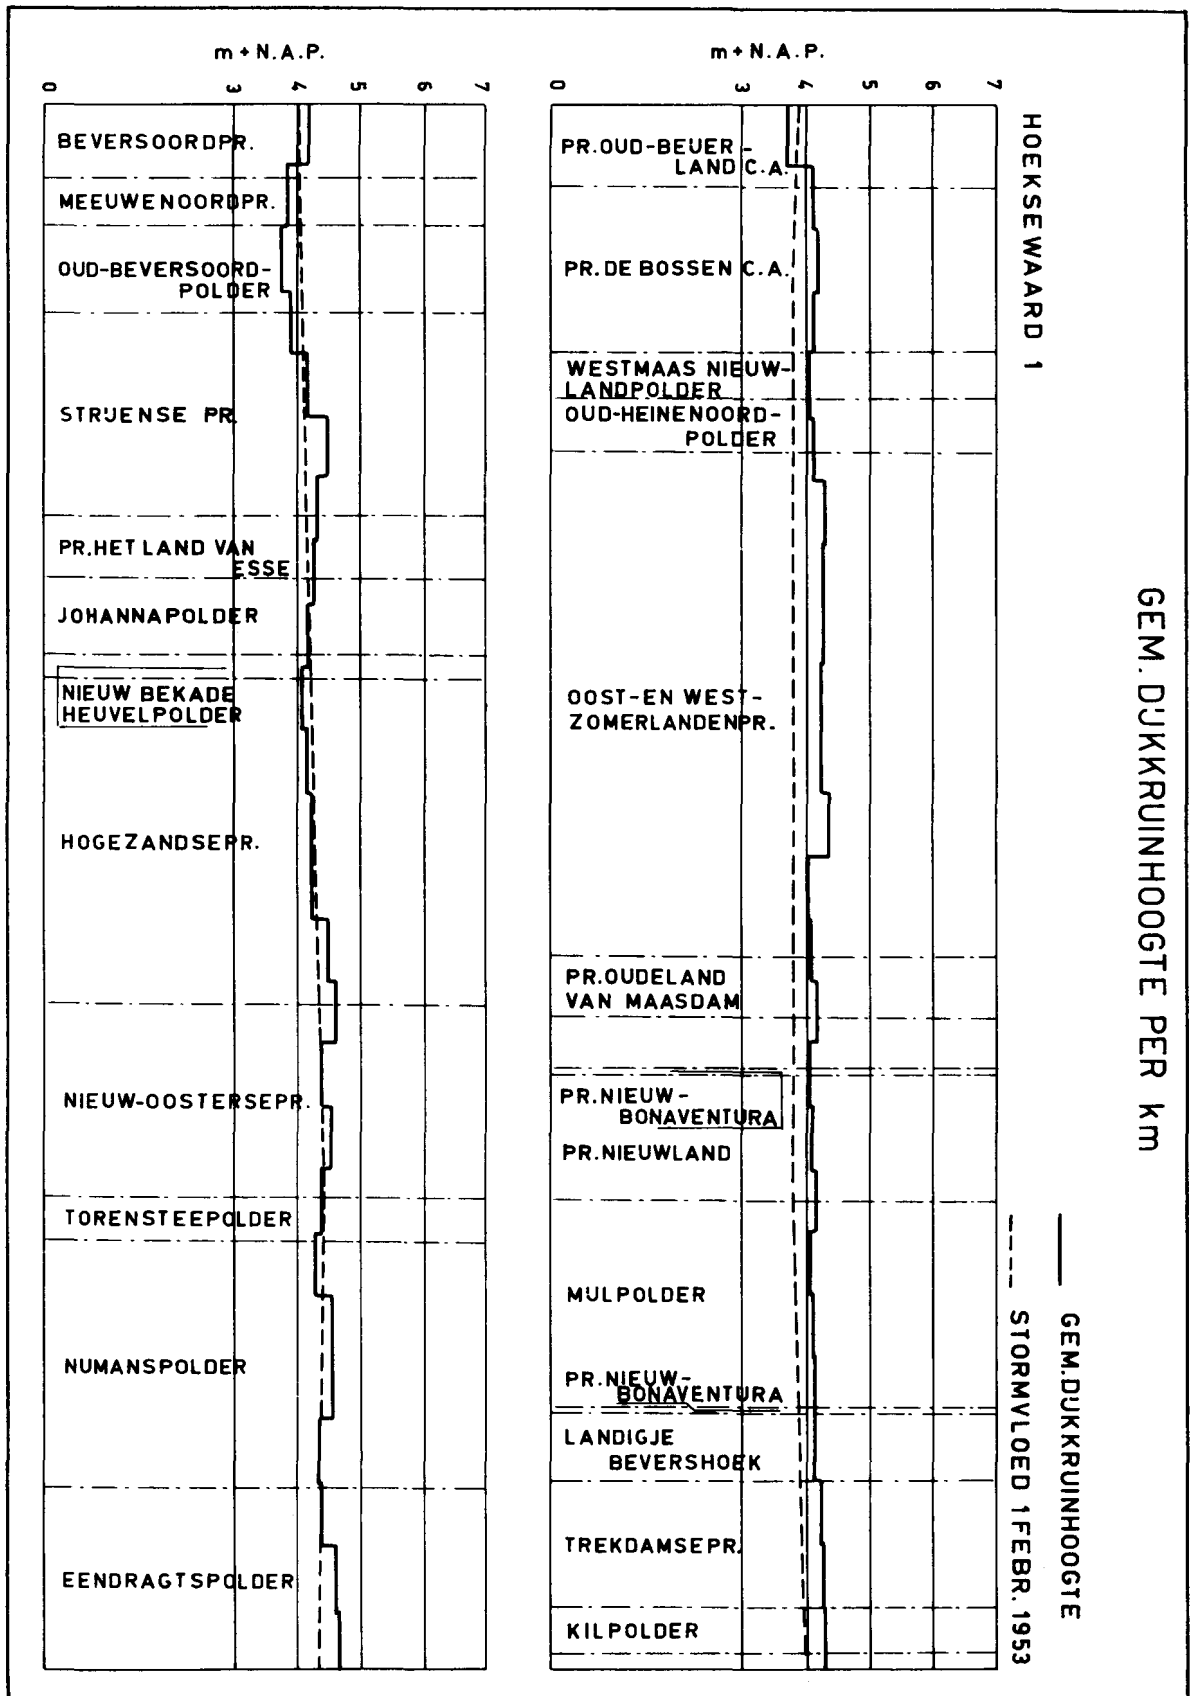 GEM. DIJKKRUINHOOGTE PER km
GEM. DIJKKRUINHOOGTE
STORMVLOED 1 FEBR. 1953
HOEKSEWAARD 1
m + N.A.P.
0 3 4 5 6 7
PR. OUD-BEUER-
LAND C.A.
PR. DE BOSSEN C.A.
WESTMAAS NIEUW-
LANDPOLDER
OUD-HEINENOORD-
POLDER
OOST-EN WEST-
ZOMERLANDENPR.
PR. OUDELAND
VAN MAASDAM
PR. NIEUW-
BONAVENTURA
PR. NIEUWLAND
MIJLPOLDER
PR. NIEUW-
BONAVENTURA
LANDIGJE
BEVERSHOEK
TREKDAMSEPR.
KILPOLDER
m + N.A.P.
0 3 4 5 6 7
BEVERSOORDPR.
MEEUWENOORDPR.
OUD-BEVERSOORD-
POLDER
STRIJENSE PR.
PR. HET LAND VAN
ESSE
JOHANNAPOLDER
NIEUW BEKADE
HEUVELPOLDER
HOGEZANDSEPR.
NIEUW-OOSTERSEPR.
TORENSTEEPOLDER
NUMANSPOLDER
EENDRAGTSPOLDER